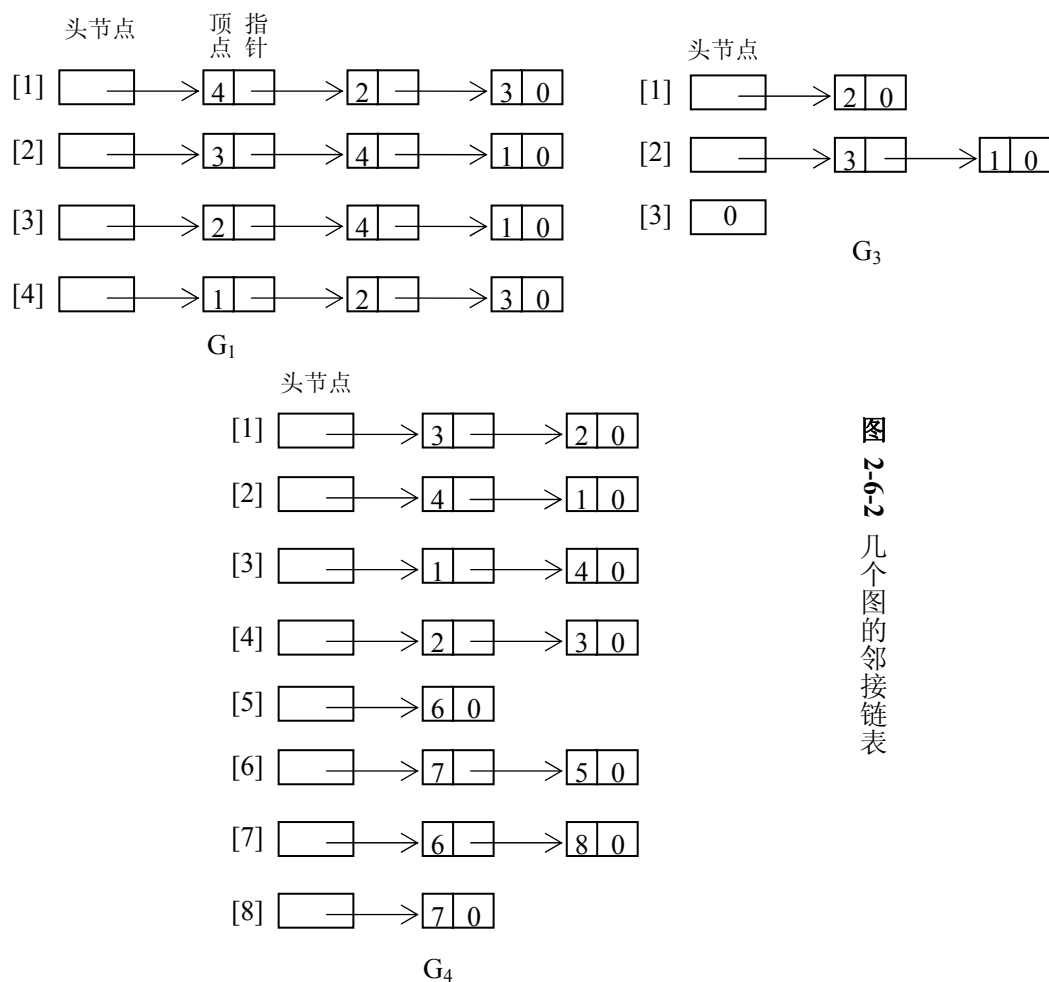 头节点 顶点 指针
[1] 4 2 3 0
[2] 3 4 1 0
[3] 2 4 1 0
[4] 1 2 3 0
G1
头节点
[1] 2 0
[2] 3 1 0
[3] 0
G3
头节点
[1] 3 2 0
[2] 4 1 0
[3] 1 4 0
[4] 2 3 0
[5] 6 0
[6] 7 5 0
[7] 6 8 0
[8] 7 0
G4
图 2-6-2 几个图的邻接链表